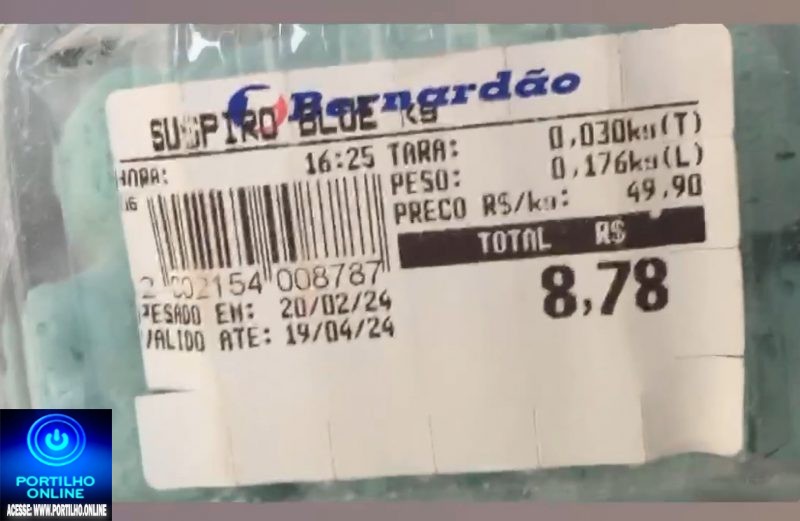 Bernardão
SUSPIRO BLUE KG
HORA: 16:25
TARA: 0,030kg(T)
PESO: 0,176kg(L)
PRECO R$/kg: 49,90
TOTAL R$
8,78
2 002154 008787
PESADO EM: 20/02/24
VALIDO ATE: 19/04/24
PORTILHO
ONLINE
ACESSE: WWW.PORTILHO.ONLINE